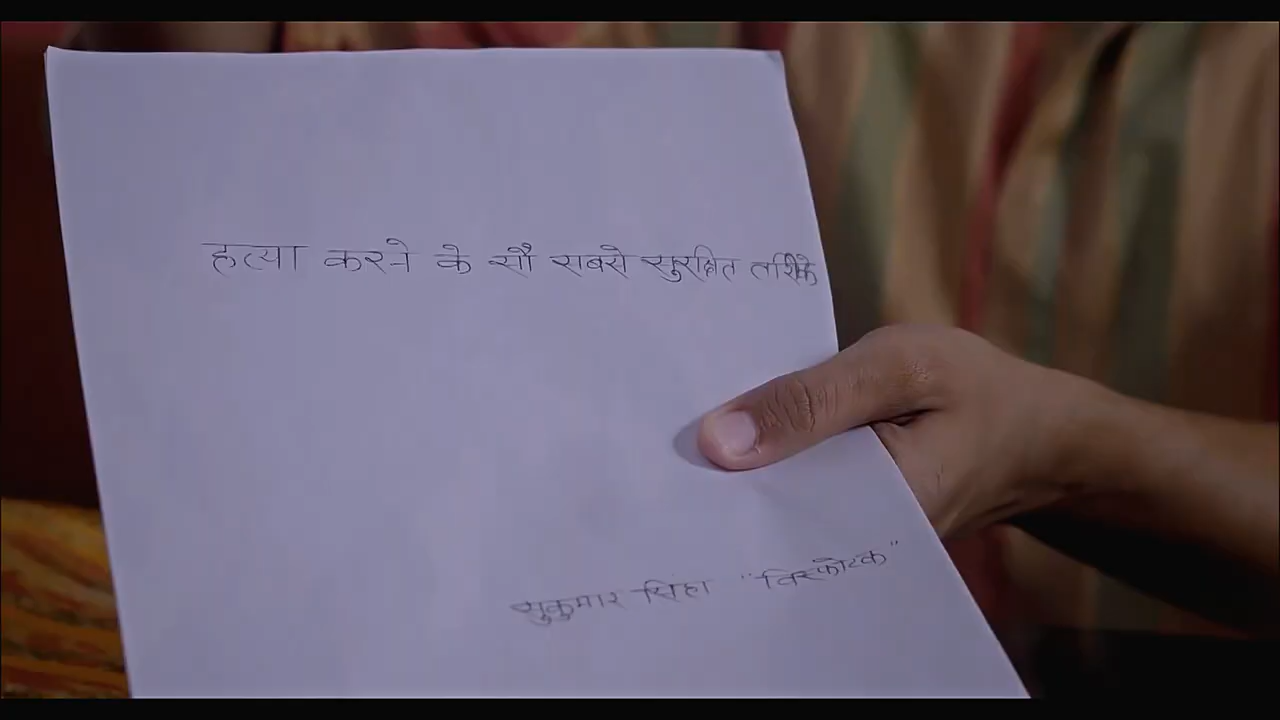 हत्या करने के सौ सबसे सुरक्षित तरिके
सुकुमार सिंहा "विस्फोटक"